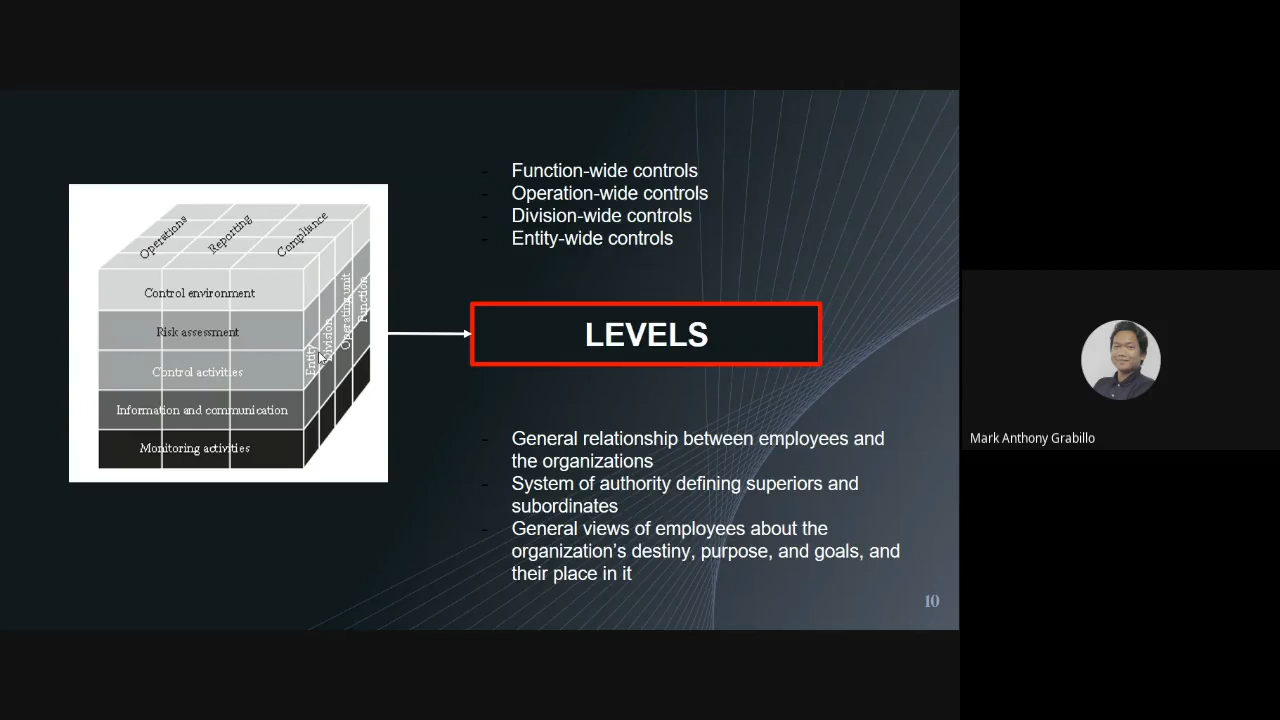 Operations
Reporting
Compliance
Control environment
Risk assessment
Control activities
Information and communication
Monitoring activities
Entity
Division
Operating unit
Function
- Function-wide controls
- Operation-wide controls
- Division-wide controls
- Entity-wide controls
LEVELS
- General relationship between employees and
the organizations
- System of authority defining superiors and
subordinates
- General views of employees about the
organization's destiny, purpose, and goals, and
their place in it
10
Mark Anthony Grabillo